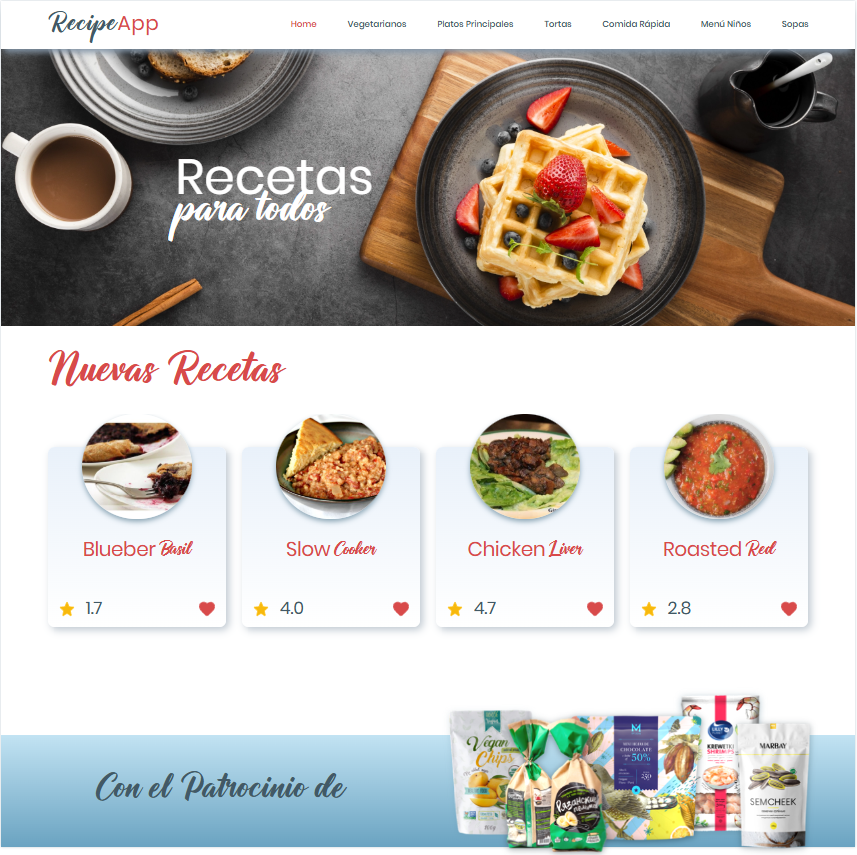 RecipeApp
Home Vegetarianos Platos Principales Tortas Comida Rápida Menú Niños Sopas
Recetas
para todos
Nuevas Recetas
Blueber Basil
1.7
Slow Cooker
4.0
Chicken Liver
4.7
Roasted Red
2.8
Con el Patrocinio de
Vegan
Chips
Рязанские
CHOCOLATE
50%
KREWETKI
SHRIMPS
MARBAY
SEMCHEEK